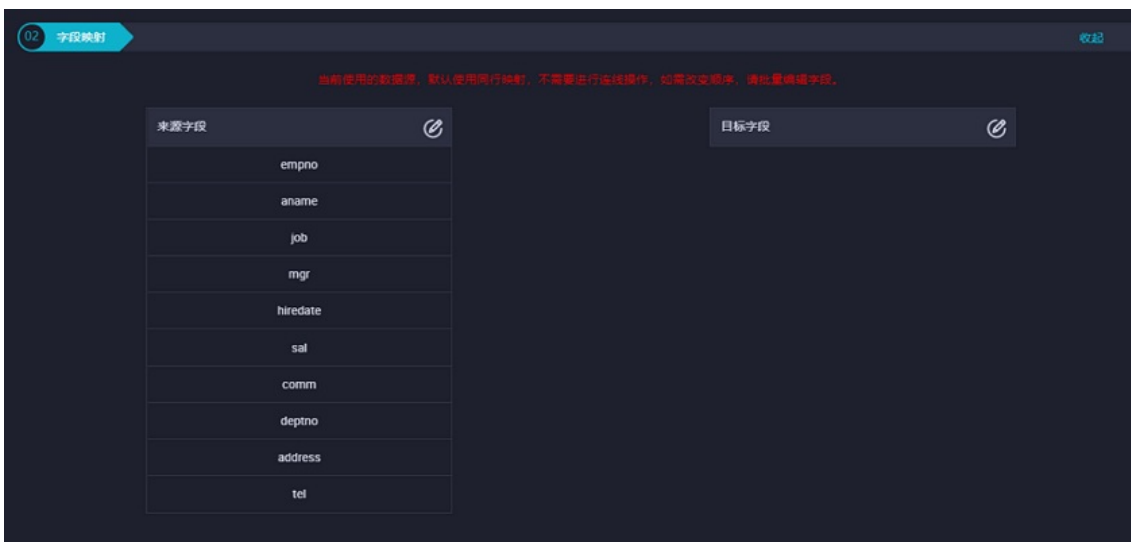 02 字段映射 收起
当前使用的数据源，默认使用同行映射，不需要进行连线操作，如需改变顺序，请批量编辑字段。
来源字段 目标字段
empno
aname
job
mgr
hiredate
sal
comm
deptno
address
tel